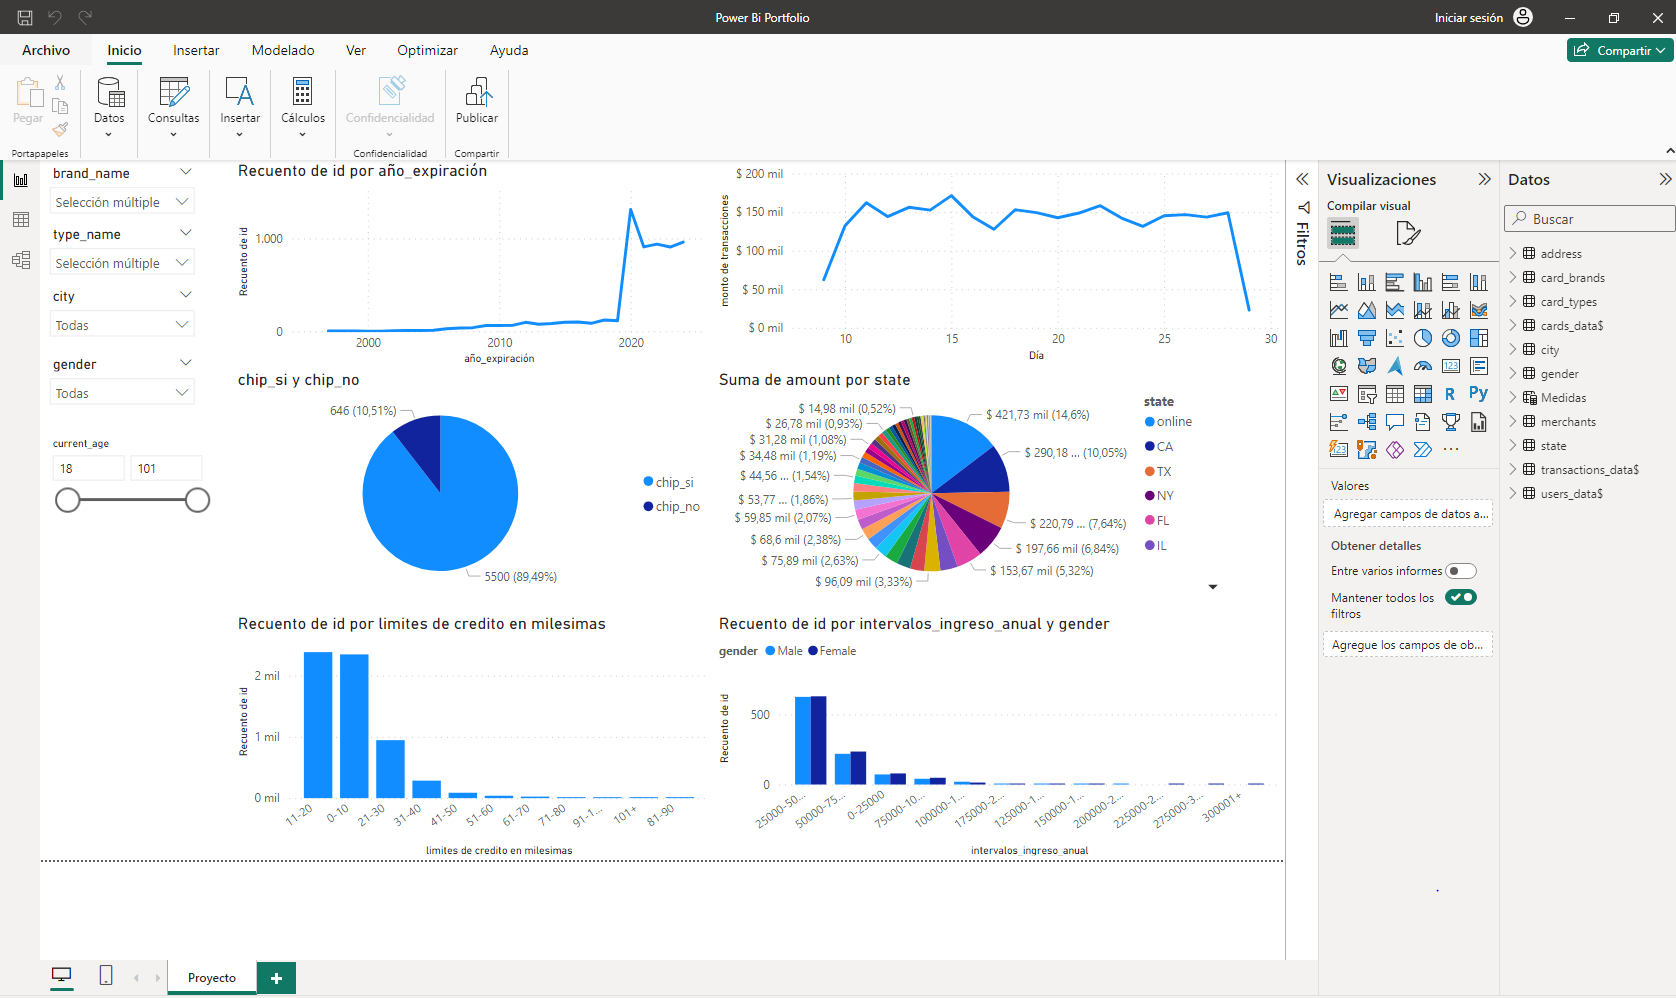 Power Bi Portfolio
Iniciar sesión
Archivo
Inicio
Insertar
Modelado
Ver
Optimizar
Ayuda
Compartir
Pegar
Datos
Consultas
Insertar
Cálculos
Confidencialidad
Publicar
Portapapeles
Confidencialidad
Compartir
brand_name
Selección múltiple
type_name
Selección múltiple
city
Todas
gender
Todas
current_age
18
101
Recuento de id por año_expiración
Recuento de id
1.000
0
2000
2010
2020
año_expiración
monto de transacciones
$ 200 mil
$ 150 mil
$ 100 mil
$ 50 mil
$ 0 mil
10
15
20
25
30
Día
chip_si y chip_no
646 (10,51%)
5500 (89,49%)
chip_si
chip_no
Suma de amount por state
$ 14,98 mil (0,52%)
$ 26,78 mil (0,93%)
$ 31,28 mil (1,08%)
$ 34,48 mil (1,19%)
$ 44,56 ... (1,54%)
$ 53,77 ... (1,86%)
$ 59,85 mil (2,07%)
$ 68,6 mil (2,38%)
$ 75,89 mil (2,63%)
$ 96,09 mil (3,33%)
$ 421,73 mil (14,6%)
$ 290,18 ... (10,05%)
$ 220,79 ... (7,64%)
$ 197,66 mil (6,84%)
$ 153,67 mil (5,32%)
state
online
CA
TX
NY
FL
IL
Recuento de id por limites de credito en milesimas
Recuento de id
2 mil
1 mil
0 mil
11-20
0-10
21-30
31-40
41-50
51-60
61-70
71-80
91-1...
101+
81-90
limites de credito en milesimas
Recuento de id por intervalos_ingreso_anual y gender
gender
Male
Female
Recuento de id
500
0
25000-50...
50000-75...
0-25000
75000-10...
100000-1...
175000-2...
125000-1...
150000-1...
200000-2...
225000-2...
275000-3...
300001+
intervalos_ingreso_anual
Filtros
Visualizaciones
Compilar visual
R
Py
123
Valores
Agregar campos de datos a...
Obtener detalles
Entre varios informes
Mantener todos los
filtros
Agregue los campos de ob...
Datos
Buscar
address
card_brands
card_types
cards_data$
city
gender
Medidas
merchants
state
transactions_data$
users_data$
Proyecto